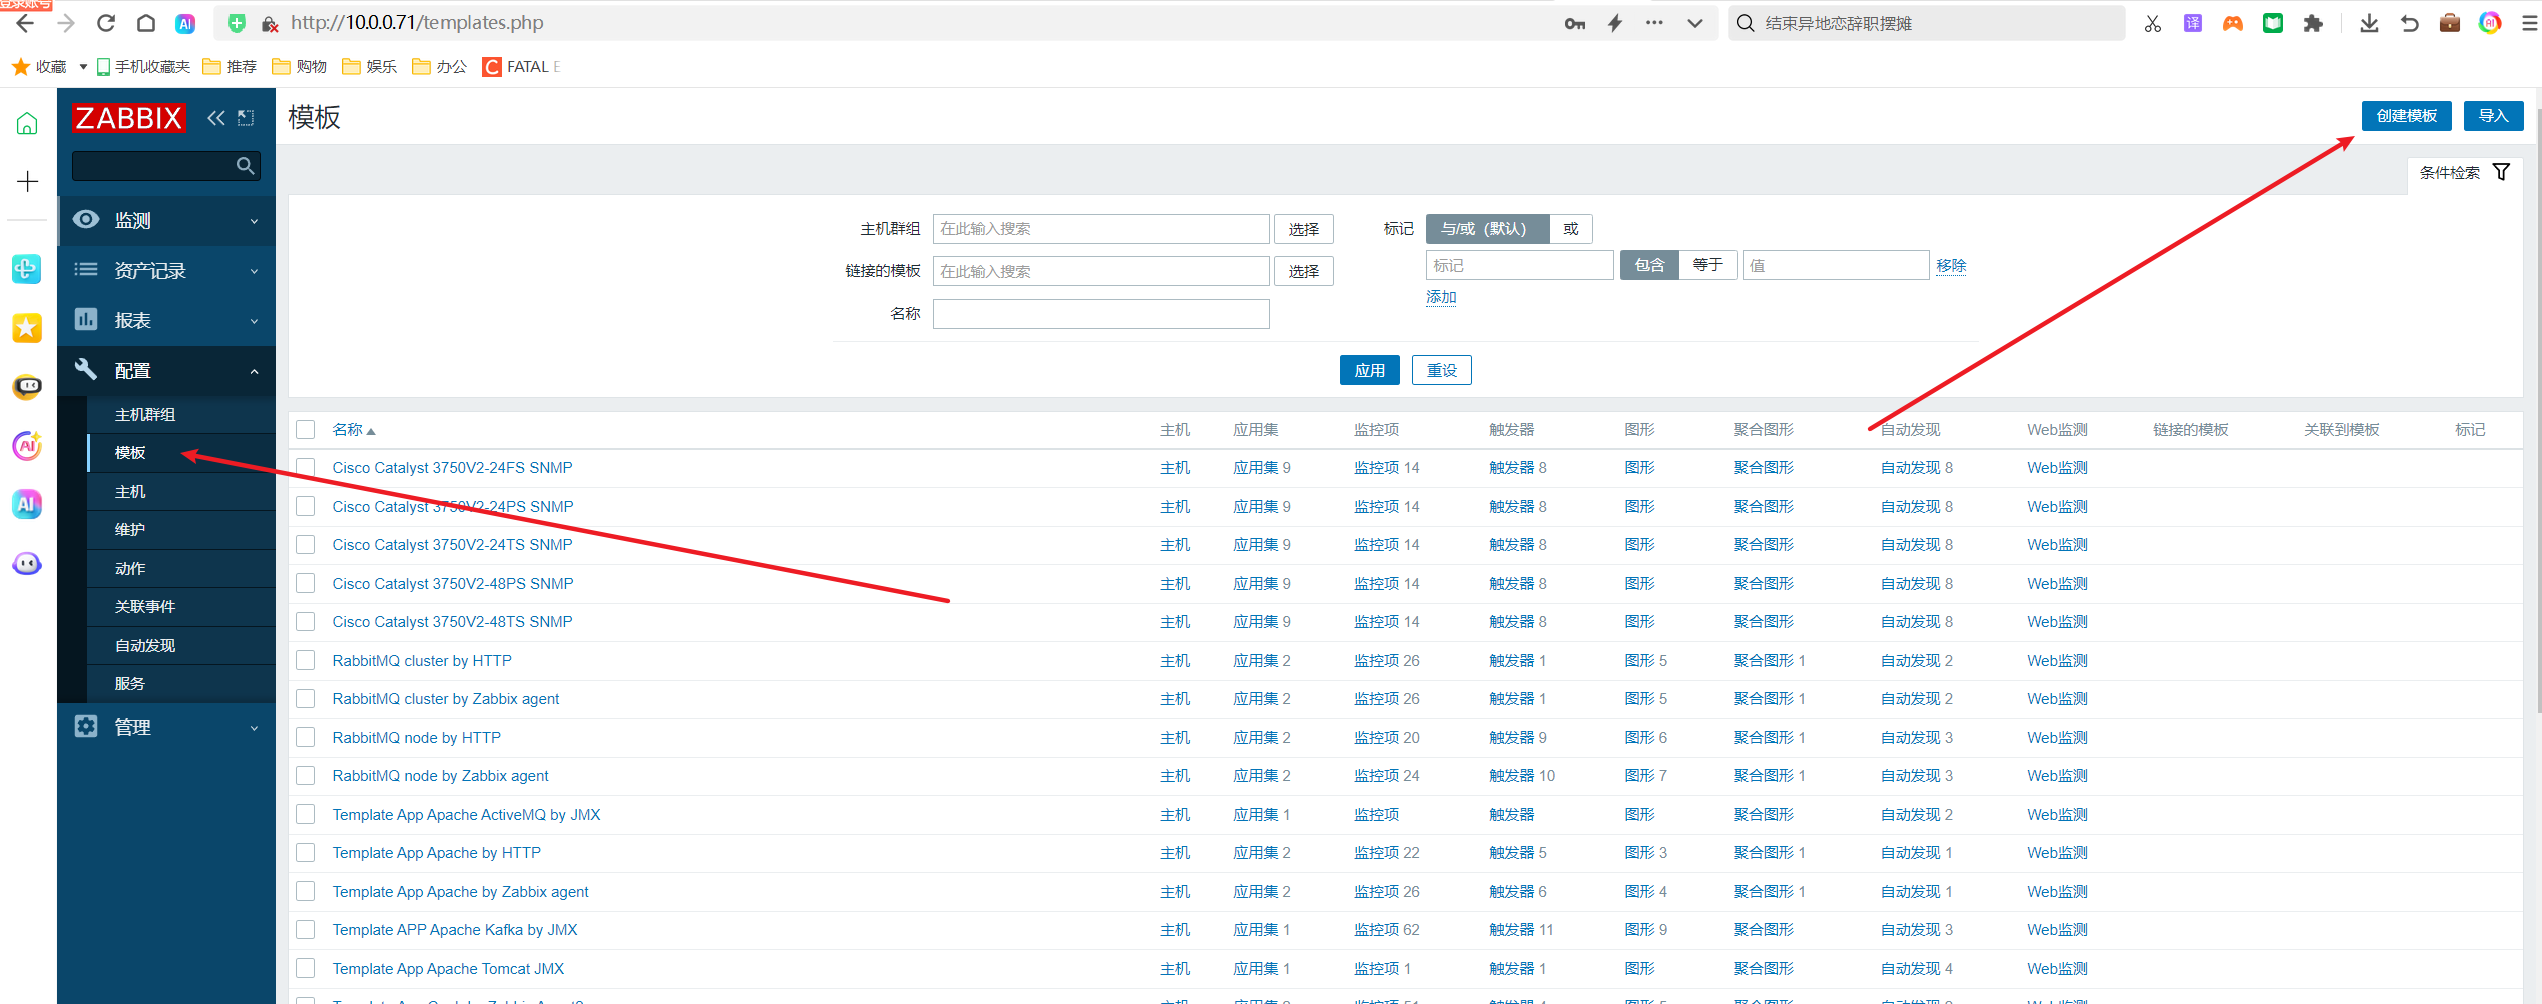 登录账号
http://10.0.0.71/templates.php
结束异地恋辞职摆摊
收藏 手机收藏夹 推荐 购物 娱乐 办公 C FATAL E
ZABBIX
模板
创建模板 导入
条件检索
监测
资产记录
报表
配置
主机群组
模板
主机
维护
动作
关联事件
自动发现
服务
管理
主机群组 在此输入搜索 选择 标记 与/或（默认） 或
标记 包含 等于 值 移除
链接的模板 在此输入搜索 选择
添加
名称
应用 重设
名称 主机 应用集 监控项 触发器 图形 聚合图形 自动发现 Web监测 链接的模板 关联到模板 标记
Cisco Catalyst 3750V2-24FS SNMP 主机 应用集 9 监控项 14 触发器 8 图形 聚合图形 自动发现 8 Web监测
Cisco Catalyst 3750V2-24PS SNMP 主机 应用集 9 监控项 14 触发器 8 图形 聚合图形 自动发现 8 Web监测
Cisco Catalyst 3750V2-24TS SNMP 主机 应用集 9 监控项 14 触发器 8 图形 聚合图形 自动发现 8 Web监测
Cisco Catalyst 3750V2-48PS SNMP 主机 应用集 9 监控项 14 触发器 8 图形 聚合图形 自动发现 8 Web监测
Cisco Catalyst 3750V2-48TS SNMP 主机 应用集 9 监控项 14 触发器 8 图形 聚合图形 自动发现 8 Web监测
RabbitMQ cluster by HTTP 主机 应用集 2 监控项 26 触发器 1 图形 5 聚合图形 1 自动发现 2 Web监测
RabbitMQ cluster by Zabbix agent 主机 应用集 2 监控项 26 触发器 1 图形 5 聚合图形 1 自动发现 2 Web监测
RabbitMQ node by HTTP 主机 应用集 2 监控项 20 触发器 9 图形 6 聚合图形 1 自动发现 3 Web监测
RabbitMQ node by Zabbix agent 主机 应用集 2 监控项 24 触发器 10 图形 7 聚合图形 1 自动发现 3 Web监测
Template App Apache ActiveMQ by JMX 主机 应用集 1 监控项 触发器 图形 聚合图形 自动发现 2 Web监测
Template App Apache by HTTP 主机 应用集 2 监控项 22 触发器 5 图形 3 聚合图形 1 自动发现 1 Web监测
Template App Apache by Zabbix agent 主机 应用集 2 监控项 26 触发器 6 图形 4 聚合图形 1 自动发现 1 Web监测
Template APP Apache Kafka by JMX 主机 应用集 1 监控项 62 触发器 11 图形 9 聚合图形 自动发现 3 Web监测
Template App Apache Tomcat JMX 主机 应用集 1 监控项 1 触发器 1 图形 聚合图形 自动发现 4 Web监测